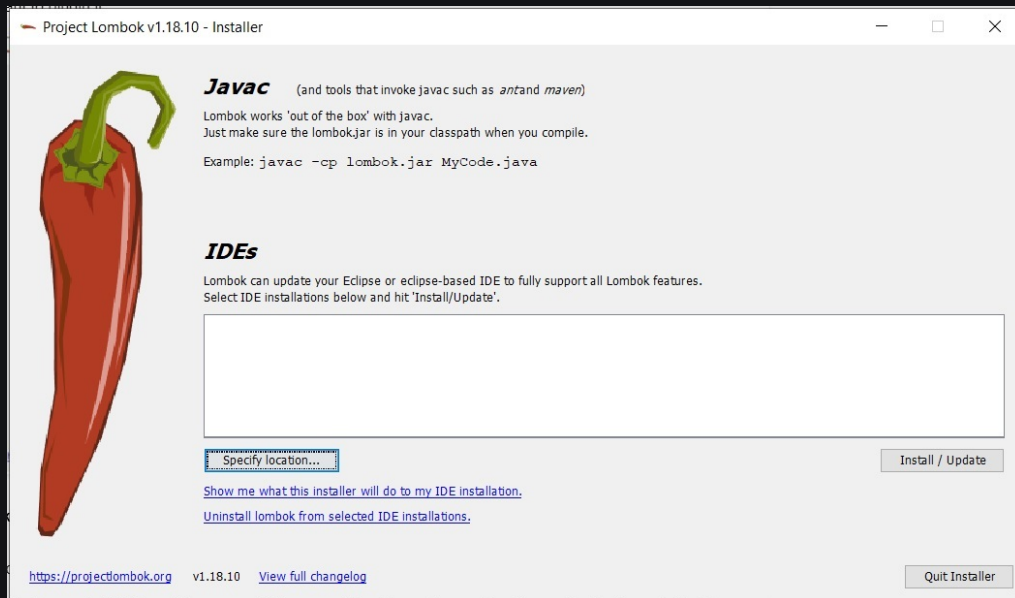 Project Lombok v1.18.10 - Installer
Javac (and tools that invoke javac such as antand maven)
Lombok works 'out of the box' with javac.
Just make sure the lombok.jar is in your classpath when you compile.
Example: javac -cp lombok.jar MyCode.java
IDEs
Lombok can update your Eclipse or eclipse-based IDE to fully support all Lombok features.
Select IDE installations below and hit 'Install/Update'.
Specify location...
Install / Update
Show me what this installer will do to my IDE installation.
Uninstall lombok from selected IDE installations.
https://projectlombok.org v1.18.10 View full changelog
Quit Installer